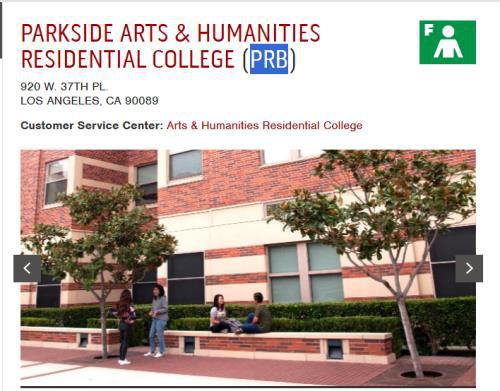 PARKSIDE ARTS & HUMANITIES
RESIDENTIAL COLLEGE (PRB)
F
920 W. 37TH PL.
LOS ANGELES, CA 90089
Customer Service Center: Arts & Humanities Residential College